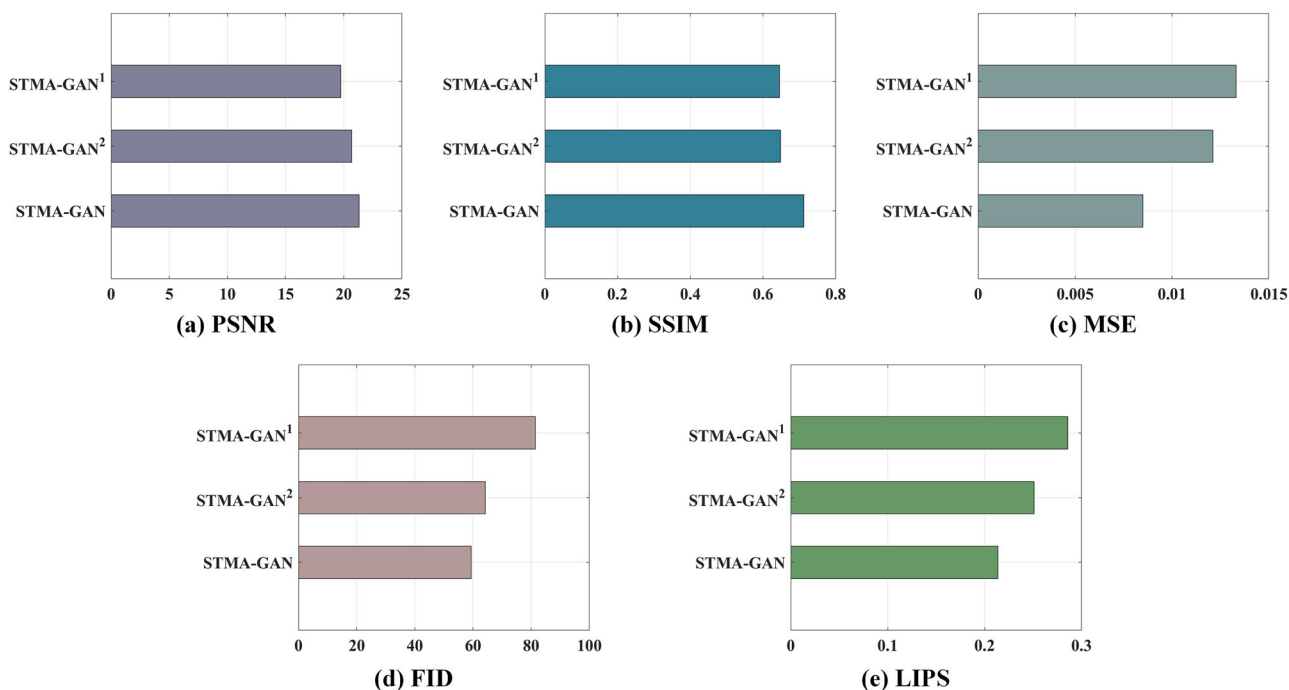 STMA-GAN¹
STMA-GAN²
STMA-GAN
0 5 10 15 20 25
(a) PSNR
STMA-GAN¹
STMA-GAN²
STMA-GAN
0 0.2 0.4 0.6 0.8
(b) SSIM
STMA-GAN¹
STMA-GAN²
STMA-GAN
0 0.005 0.01 0.015
(c) MSE
STMA-GAN¹
STMA-GAN²
STMA-GAN
0 20 40 60 80 100
(d) FID
STMA-GAN¹
STMA-GAN²
STMA-GAN
0 0.1 0.2 0.3
(e) LIPS